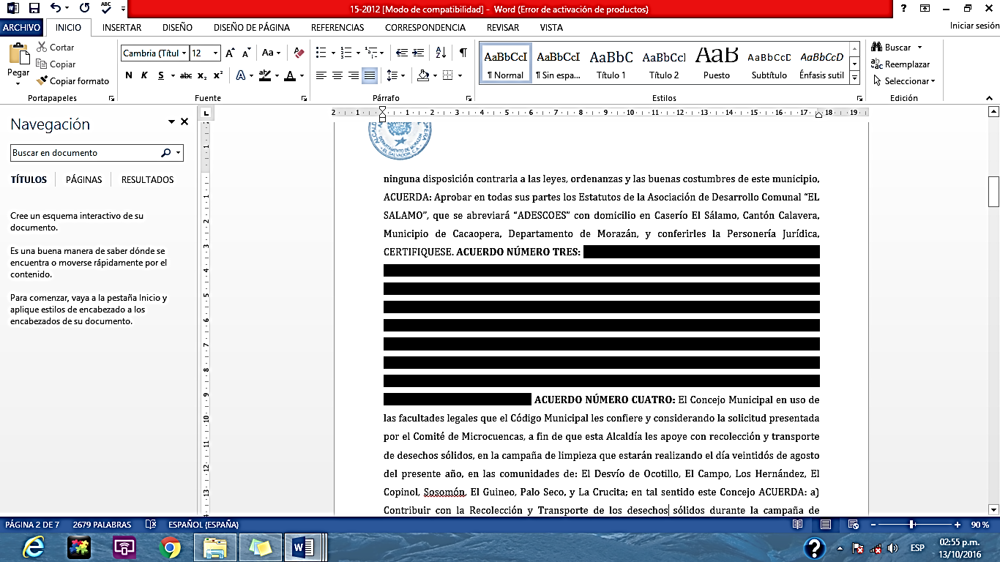 15-2012 [Modo de compatibilidad] - Word (Error de activación de productos)
ARCHIVO INICIO INSERTAR DISEÑO DISEÑO DE PÁGINA REFERENCIAS CORRESPONDENCIA REVISAR VISTA Iniciar sesión
Pegar
Cortar
Copiar
Copiar formato
Portapapeles
Cambria (Títul 12
N K S abc x₂ x²
Fuente
Párrafo
AaBbCcI AaBbCcI AaBbC AaBbCcI AaB AaBbCcD AaBbCcD
¶ Normal ¶ Sin espa... Título 1 Título 2 Puesto Subtítulo Énfasis sutil
Estilos
Buscar
Reemplazar
Seleccionar
Edición
Navegación
Buscar en documento
TÍTULOS PÁGINAS RESULTADOS
Cree un esquema interactivo de su
documento.
Es una buena manera de saber dónde se
encuentra o moverse rápidamente por el
contenido.
Para comenzar, vaya a la pestaña Inicio y
aplique estilos de encabezado a los
encabezados de su documento.
2 1 1 2 3 4 5 6 7 8 9 10 11 12 13 14 15 16 17 18 19
DEPARTAMENTO DE MORAZAN
EL SALVADOR, C.A.
ninguna disposición contraria a las leyes, ordenanzas y las buenas costumbres de este municipio,
ACUERDA: Aprobar en todas sus partes los Estatutos de la Asociación de Desarrollo Comunal “EL
SALAMO”, que se abreviará “ADESCOES” con domicilio en Caserío El Sálamo, Cantón Calavera,
Municipio de Cacaopera, Departamento de Morazán, y conferirles la Personería Jurídica,
CERTIFIQUESE. ACUERDO NÚMERO TRES:
ACUERDO NÚMERO CUATRO: El Concejo Municipal en uso de
las facultades legales que el Código Municipal les confiere y considerando la solicitud presentada
por el Comité de Microcuencas, a fin de que esta Alcaldía les apoye con recolección y transporte
de desechos sólidos, en la campaña de limpieza que estarán realizando el día veintidós de agosto
del presente año, en las comunidades de: El Desvío de Ocotillo, El Campo, Los Hernández, El
Copinol, Sosomón, El Guineo, Palo Seco, y La Crucita; en tal sentido este Concejo ACUERDA: a)
Contribuir con la Recolección y Transporte de los desechos sólidos durante la campaña de
PÁGINA 2 DE 7 2679 PALABRAS ESPAÑOL (ESPAÑA) 90 %
ESP
02:55 p.m.
13/10/2016